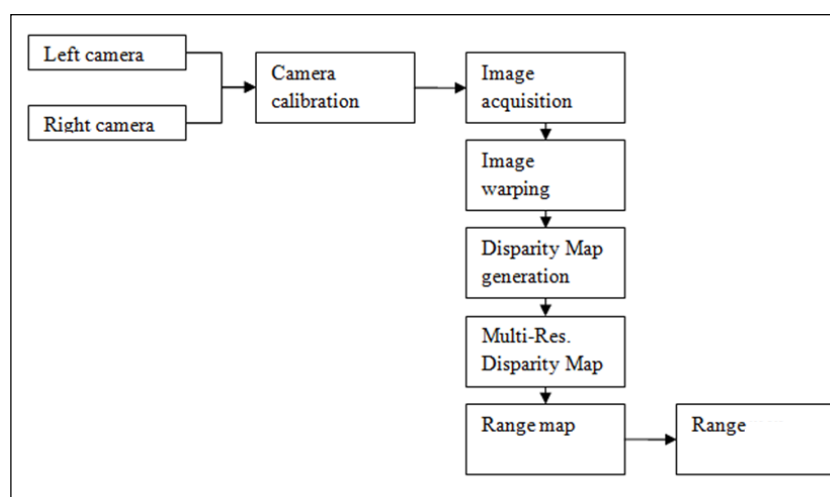 Left camera
Right camera
Camera
calibration
Image
acquisition
Image
warping
Disparity Map
generation
Multi-Res.
Disparity Map
Range map
Range